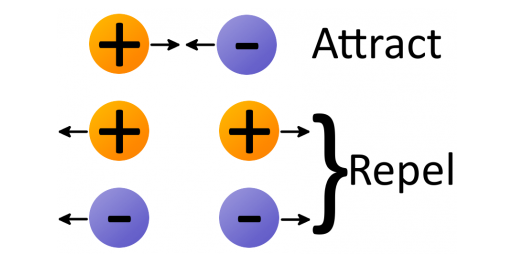 + - Attract
+ +
- -
Repel